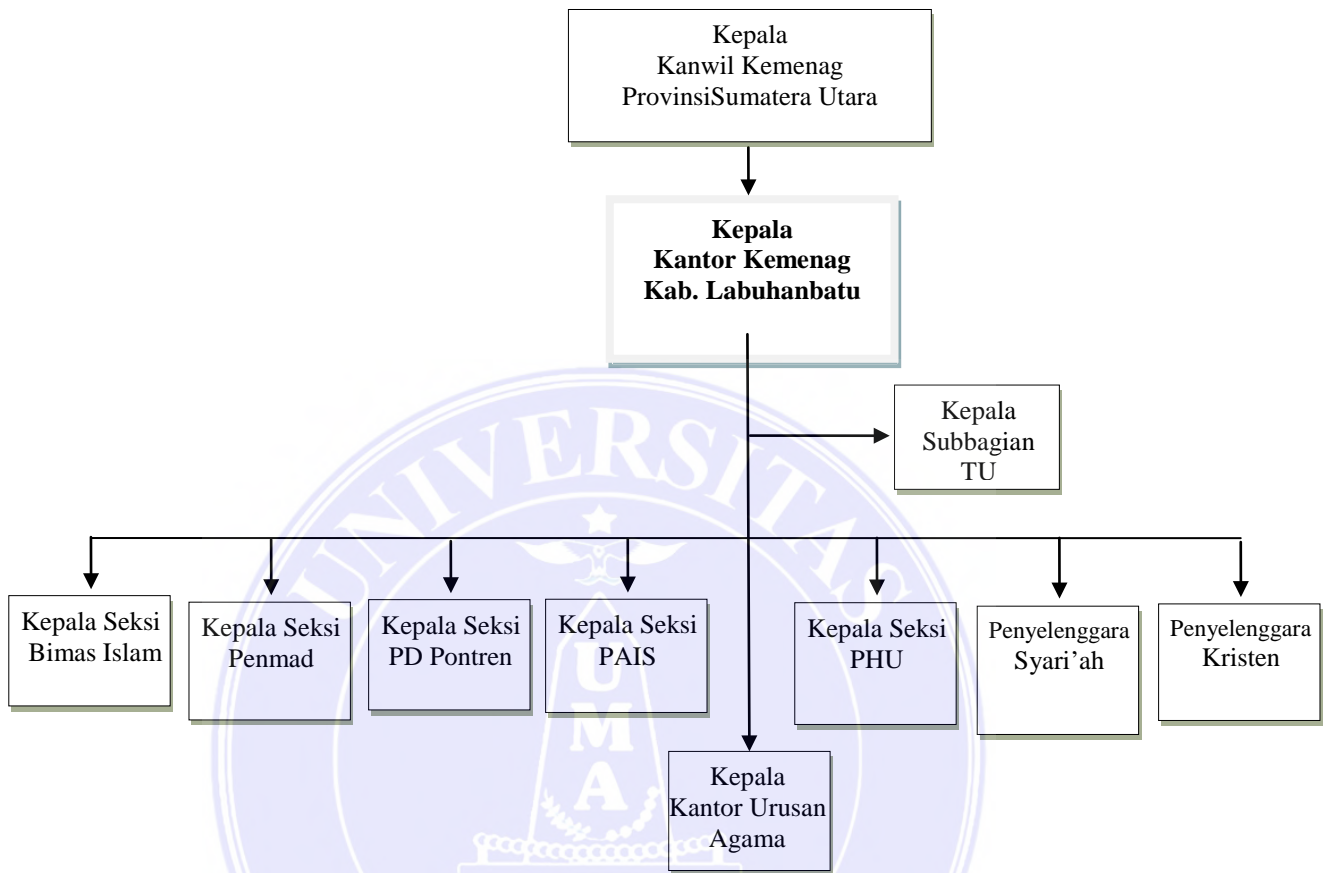 Kepala
Kanwil Kemenag
ProvinsiSumatera Utara
Kepala
Kantor Kemenag
Kab. Labuhanbatu
Kepala
Subbagian
TU
UNIVERSITAS
Kepala Seksi
Bimas Islam
Kepala Seksi
Penmad
Kepala Seksi
PD Pontren
Kepala Seksi
PAIS
Kepala Seksi
PHU
Penyelenggara
Syari’ah
Penyelenggara
Kristen
U
M
A
Kepala
Kantor Urusan
Agama